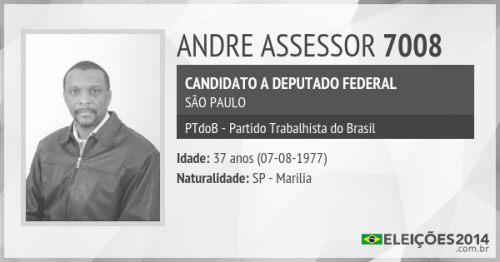 ANDRE ASSESSOR 7008
CANDIDATO A DEPUTADO FEDERAL
SÃO PAULO
PTdoB - Partido Trabalhista do Brasil
Idade: 37 anos (07-08-1977)
Naturalidade: SP - Marilia
ELEIÇÕES2014
.com.br